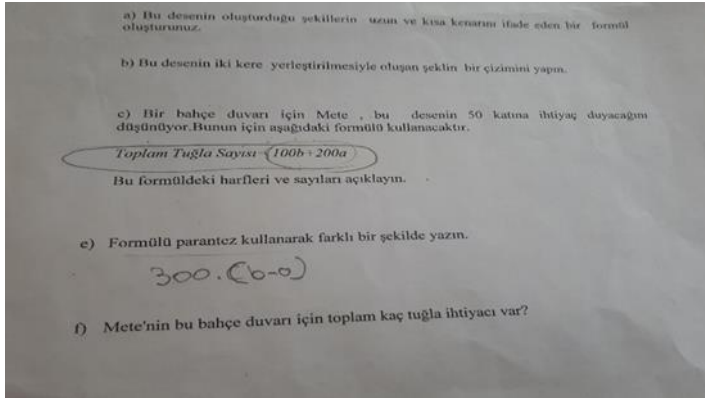 a) Bu desenin oluşturduğu şekillerin uzun ve kısa kenarını ifade eden bir formül
oluşturunuz.
b) Bu desenin iki kere yerleştirilmesiyle oluşan şeklin bir çizimini yapın.
c) Bir bahçe duvarı için Mete , bu desenin 50 katına ihtiyaç duyacağını
düşünüyor.Bunun için aşağıdaki formülü kullanacaktır.
Toplam Tuğla Sayısı=100b+200a
Bu formüldeki harfleri ve sayıları açıklayın.
e) Formülü parantez kullanarak farklı bir şekilde yazın.
300.(b-a)
f) Mete'nin bu bahçe duvarı için toplam kaç tuğla ihtiyacı var?